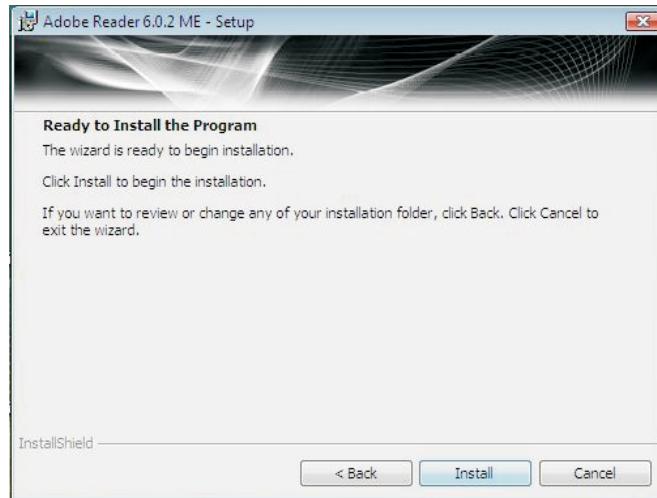 Adobe Reader 6.0.2 ME - Setup
Ready to Install the Program
The wizard is ready to begin installation.
Click Install to begin the installation.
If you want to review or change any of your installation folder, click Back. Click Cancel to
exit the wizard.
InstallShield
< Back Install Cancel